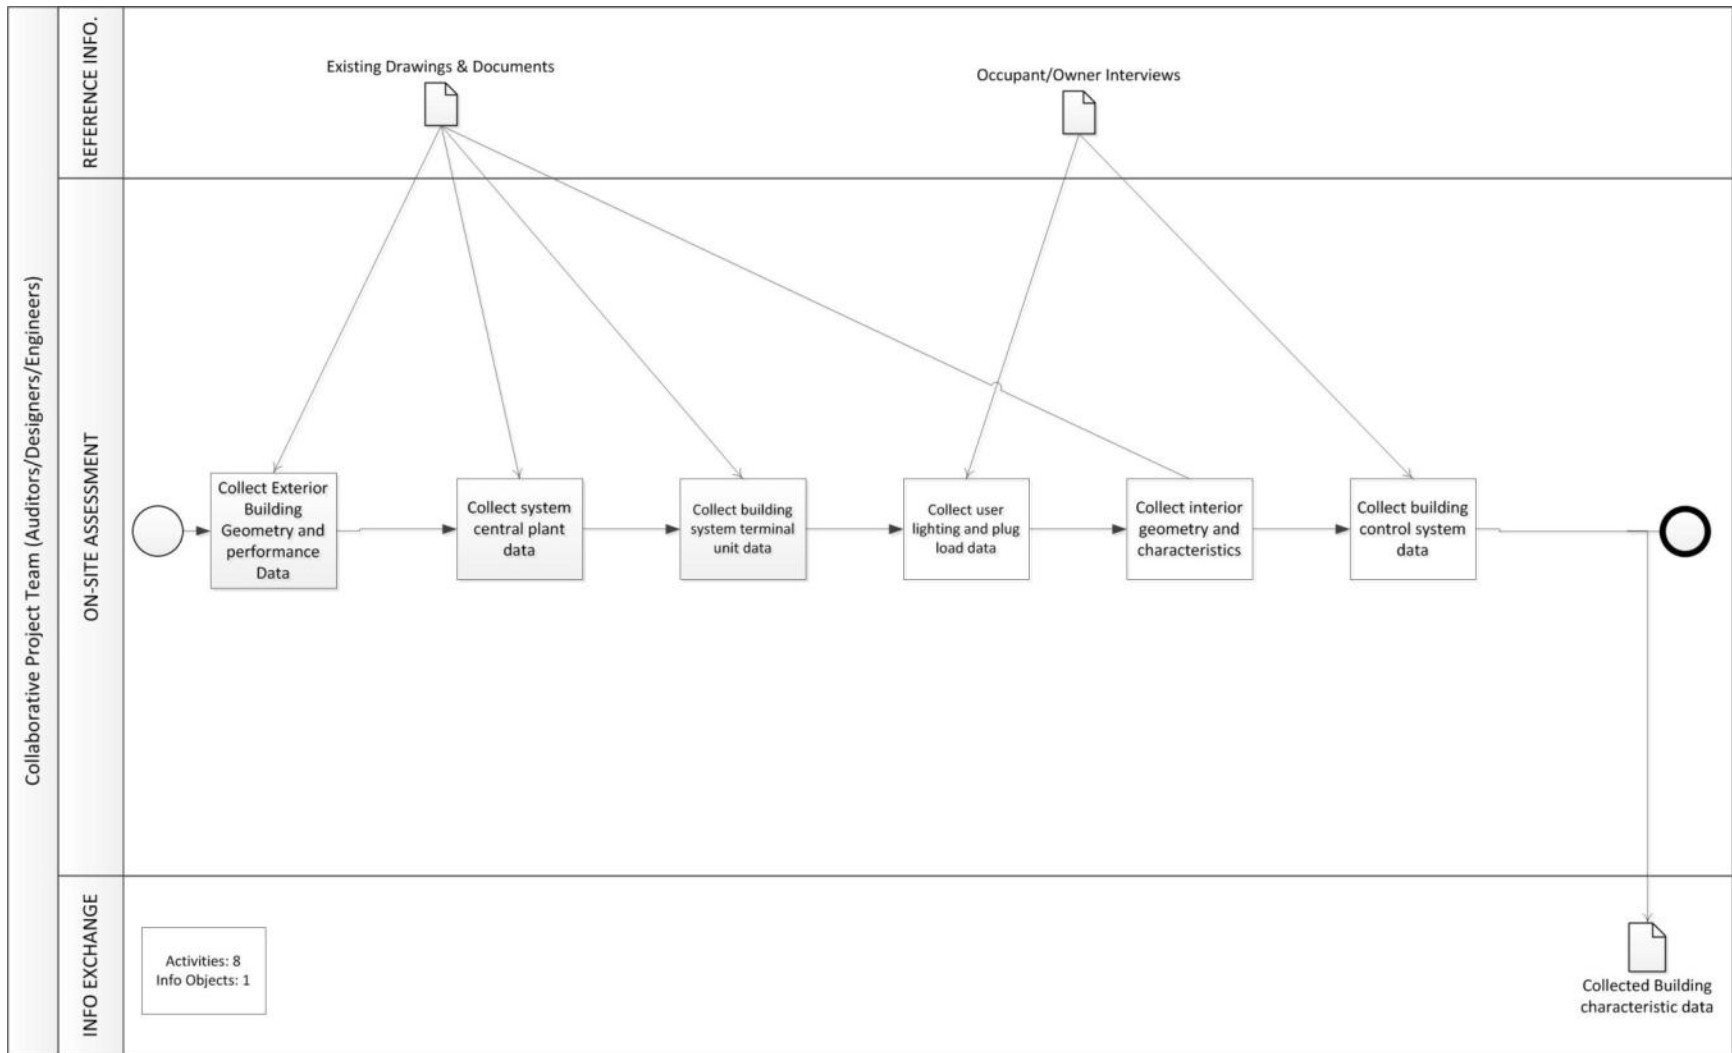 Collaborative Project Team (Auditors/Designers/Engineers)
REFERENCE INFO.
Existing Drawings & Documents
Occupant/Owner Interviews
ON-SITE ASSESSMENT
Collect Exterior
Building
Geometry and
performance
Data
Collect system
central plant
data
Collect building
system terminal
unit data
Collect user
lighting and plug
load data
Collect interior
geometry and
characteristics
Collect building
control system
data
INFO EXCHANGE
Activities: 8
Info Objects: 1
Collected Building
characteristic data